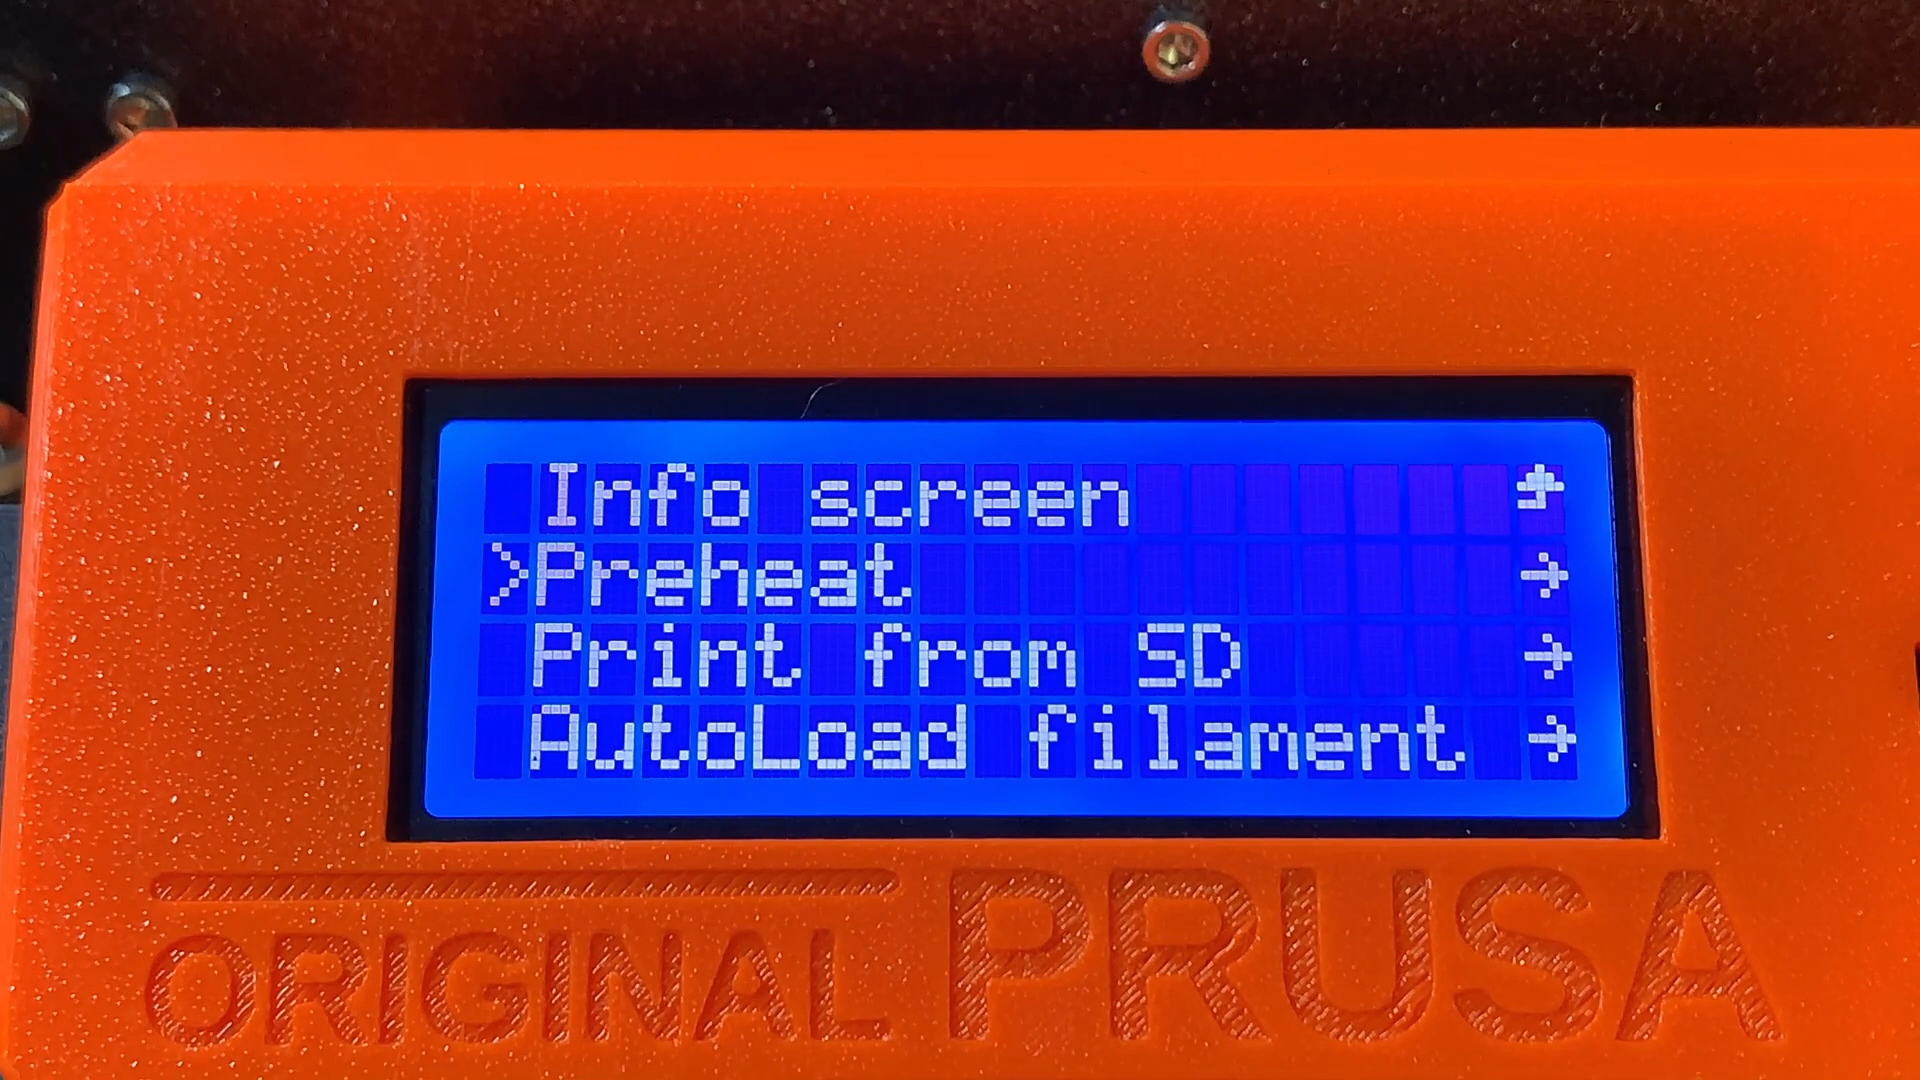 Info screen
>Preheat →
Print from SD →
AutoLoad filament →
ORIGINAL PRUSA